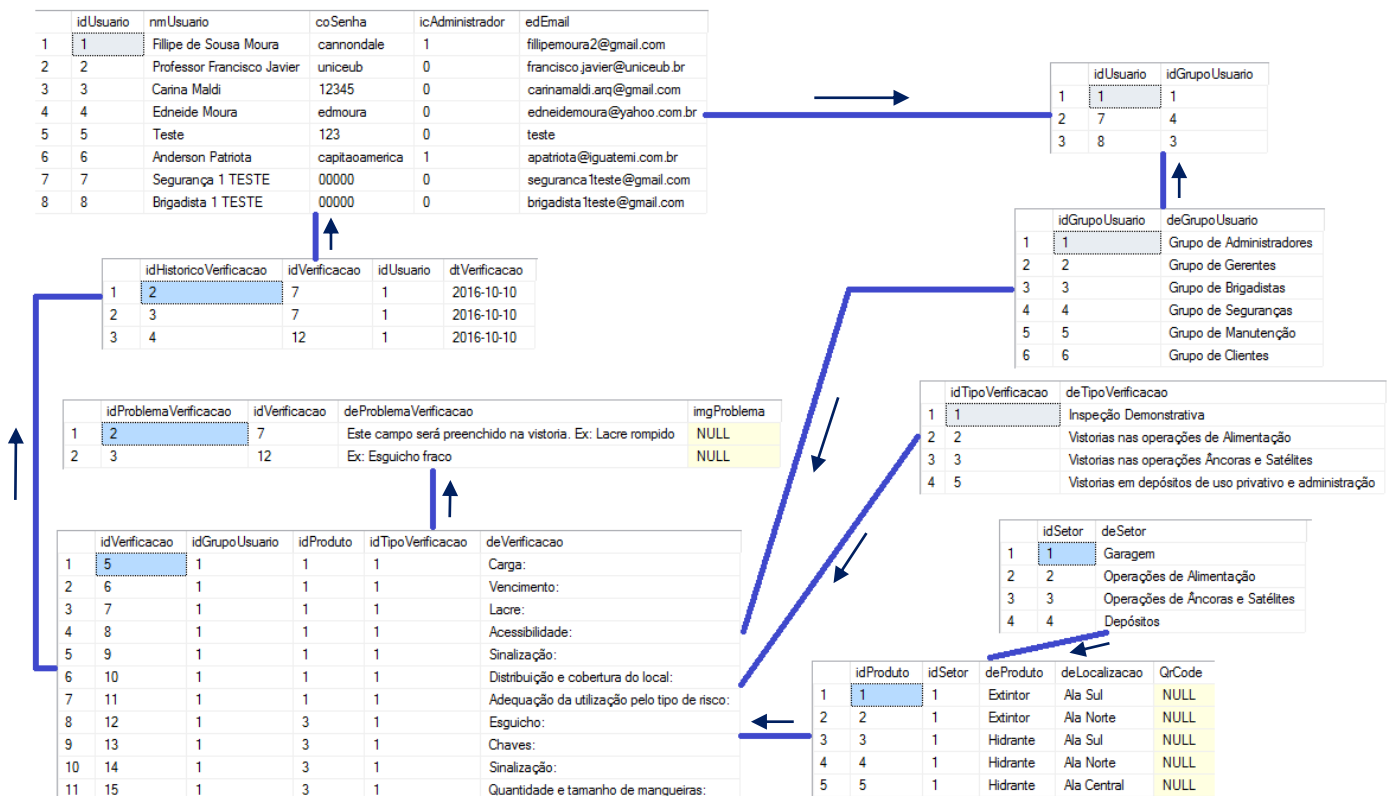 idUsuario nmUsuario coSenha icAdministrador edEmail
1 1 Fillipe de Sousa Moura cannondale 1 fillipemoura2@gmail.com
2 2 Professor Francisco Javier uniceub 0 francisco.javier@uniceub.br
3 3 Carina Maldi 12345 0 carinamaldi.arq@gmail.com
4 4 Edneide Moura edmoura 0 edneidemoura@yahoo.com.br
5 5 Teste 123 0 teste
6 6 Anderson Patriota capitaoamerica 1 apatriota@iguatemi.com.br
7 7 Segurança 1 TESTE 00000 0 seguranca1teste@gmail.com
8 8 Brigadista 1 TESTE 00000 0 brigadista1teste@gmail.com
idUsuario idGrupoUsuario
1 1 1
2 7 4
3 8 3
idGrupoUsuario deGrupoUsuario
1 1 Grupo de Administradores
2 2 Grupo de Gerentes
3 3 Grupo de Brigadistas
4 4 Grupo de Seguranças
5 5 Grupo de Manutenção
6 6 Grupo de Clientes
idHistoricoVerificacao idVerificacao idUsuario dtVerificacao
1 2 7 1 2016-10-10
2 3 7 1 2016-10-10
3 4 12 1 2016-10-10
idProblemaVerificacao idVerificacao deProblemaVerificacao imgProblema
1 2 7 Este campo será preenchido na vistoria. Ex: Lacre rompido NULL
2 3 12 Ex: Esguicho fraco NULL
idTipoVerificacao deTipoVerificacao
1 1 Inspeção Demonstrativa
2 2 Vistorias nas operações de Alimentação
3 3 Vistorias nas operações Âncoras e Satélites
4 5 Vistorias em depósitos de uso privativo e administração
idSetor deSetor
1 1 Garagem
2 2 Operações de Alimentação
3 3 Operações de Âncoras e Satélites
4 4 Depósitos
idVerificacao idGrupoUsuario idProduto idTipoVerificacao deVerificacao
1 5 1 1 1 Carga:
2 6 1 1 1 Vencimento:
3 7 1 1 1 Lacre:
4 8 1 1 1 Acessibilidade:
5 9 1 1 1 Sinalização:
6 10 1 1 1 Distribuição e cobertura do local:
7 11 1 1 1 Adequação da utilização pelo tipo de risco:
8 12 1 3 1 Esguicho:
9 13 1 3 1 Chaves:
10 14 1 3 1 Sinalização:
11 15 1 3 1 Quantidade e tamanho de mangueiras:
idProduto idSetor deProduto deLocalizacao QrCode
1 1 1 Extintor Ala Sul NULL
2 2 1 Extintor Ala Norte NULL
3 3 1 Hidrante Ala Sul NULL
4 4 1 Hidrante Ala Norte NULL
5 5 1 Hidrante Ala Central NULL